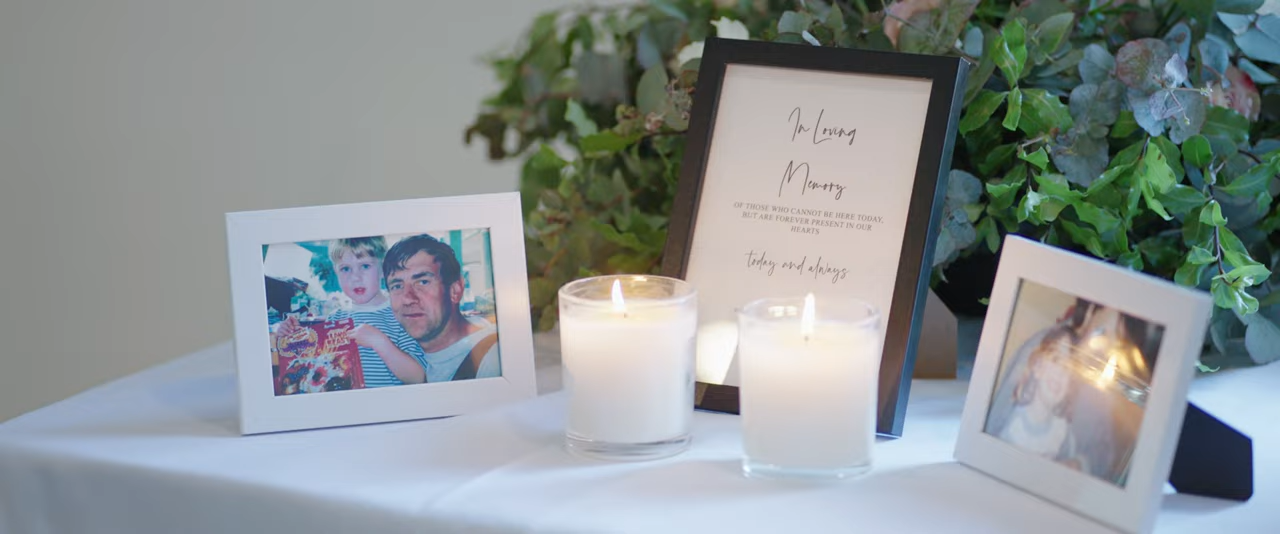 In Loving
Memory
OF THOSE WHO CANNOT BE HERE TODAY,
BUT ARE FOREVER PRESENT IN OUR
HEARTS
today and always